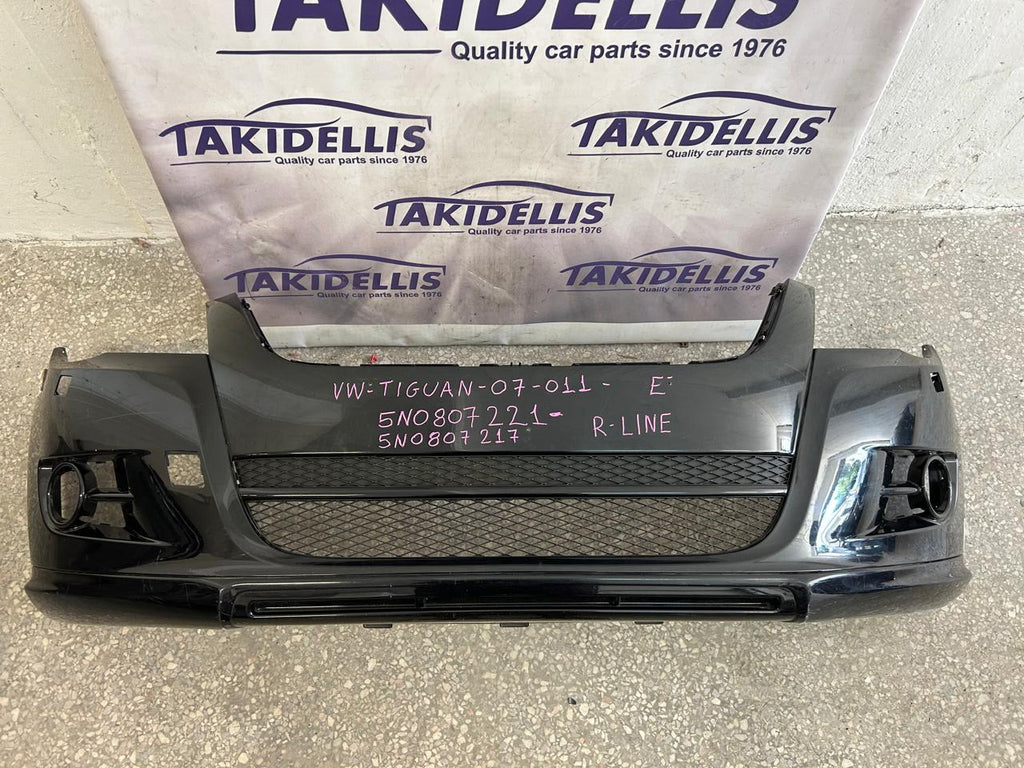 TAKIDELLIS
Quality car parts since 1976
TAKIDELLIS
Quality car parts since 1976
TAKIDELLIS
Quality car parts since 1976
TAKIDELLIS
Quality car parts since 1976
TAKIDELLIS
Quality car parts since 1976
TAKIDELLIS
Quality car parts since 1976
VW-TIGUAN-07-011- E
5N0807221-
5N0807217 R-LINE